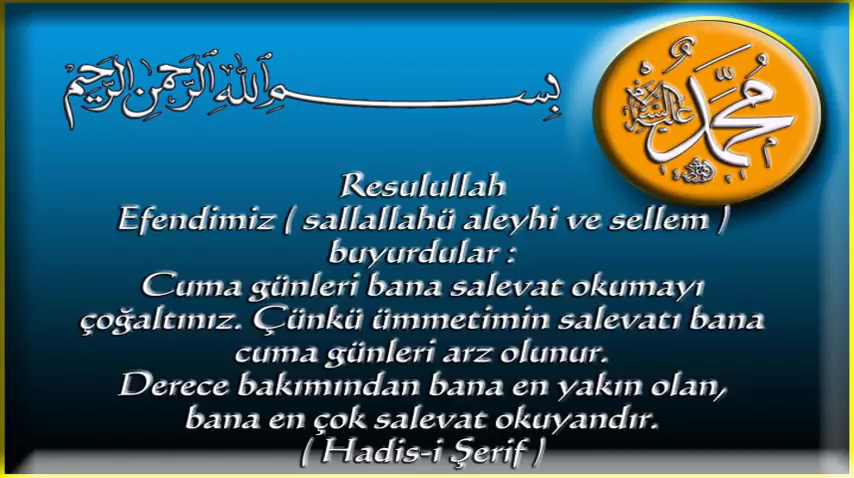 بسم الله الرحمن الرحيم
محمد
عليه السلام
Resulullah
Efendimiz ( sallallahü aleyhi ve sellem )
buyurdular :
Cuma günleri bana salevat okumayı
çoğaltınız. Çünkü ümmetimin salevatı bana
cuma günleri arz olunur.
Derece bakımından bana en yakın olan,
bana en çok salevat okuyandır.
( Hadis-i Şerif )